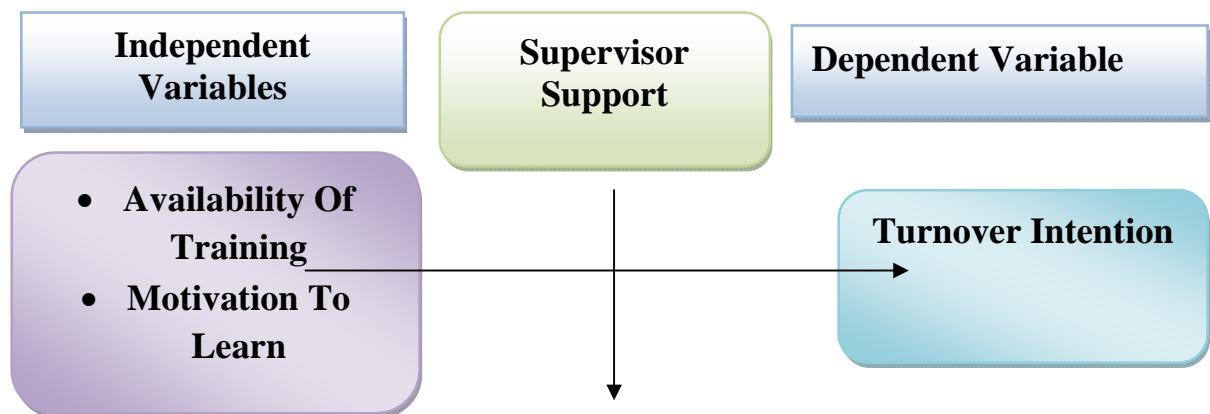 Independent
Variables
Supervisor
Support
Dependent Variable
• Availability Of
Training
• Motivation To
Learn
Turnover Intention